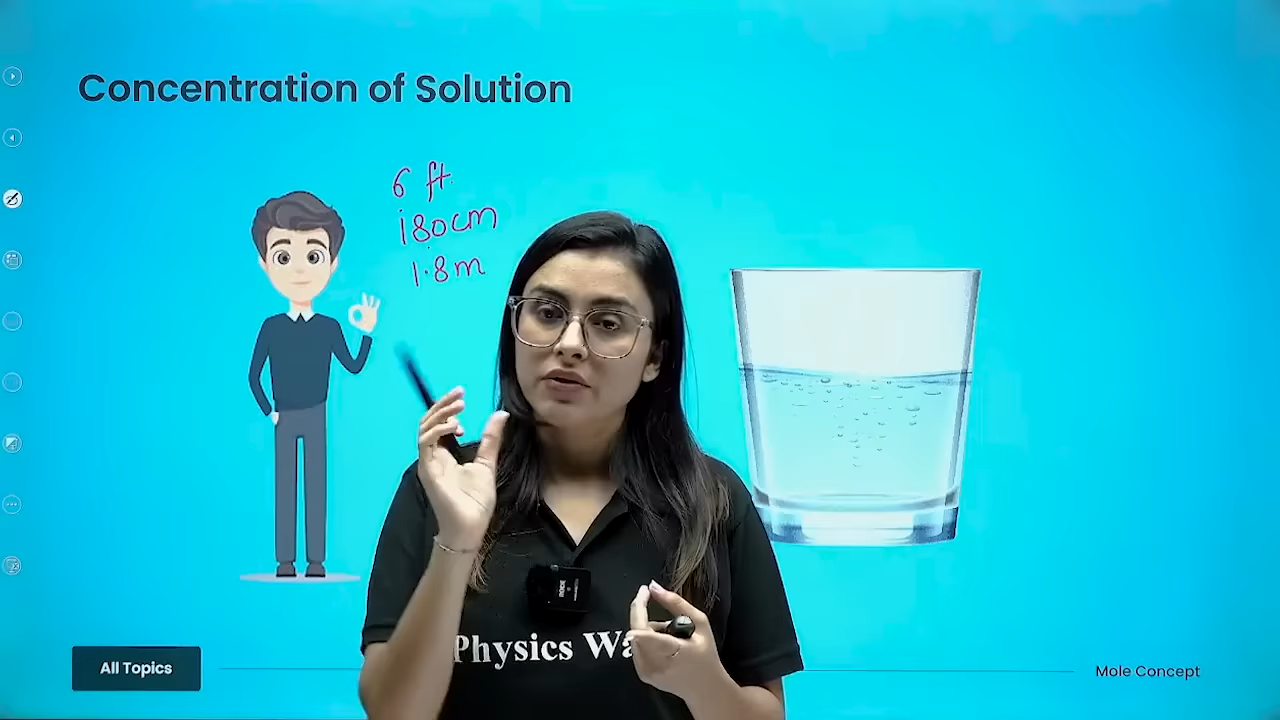 Concentration of Solution
6 ft.
180cm
1.8m
Physics Wa
All Topics
Mole Concept